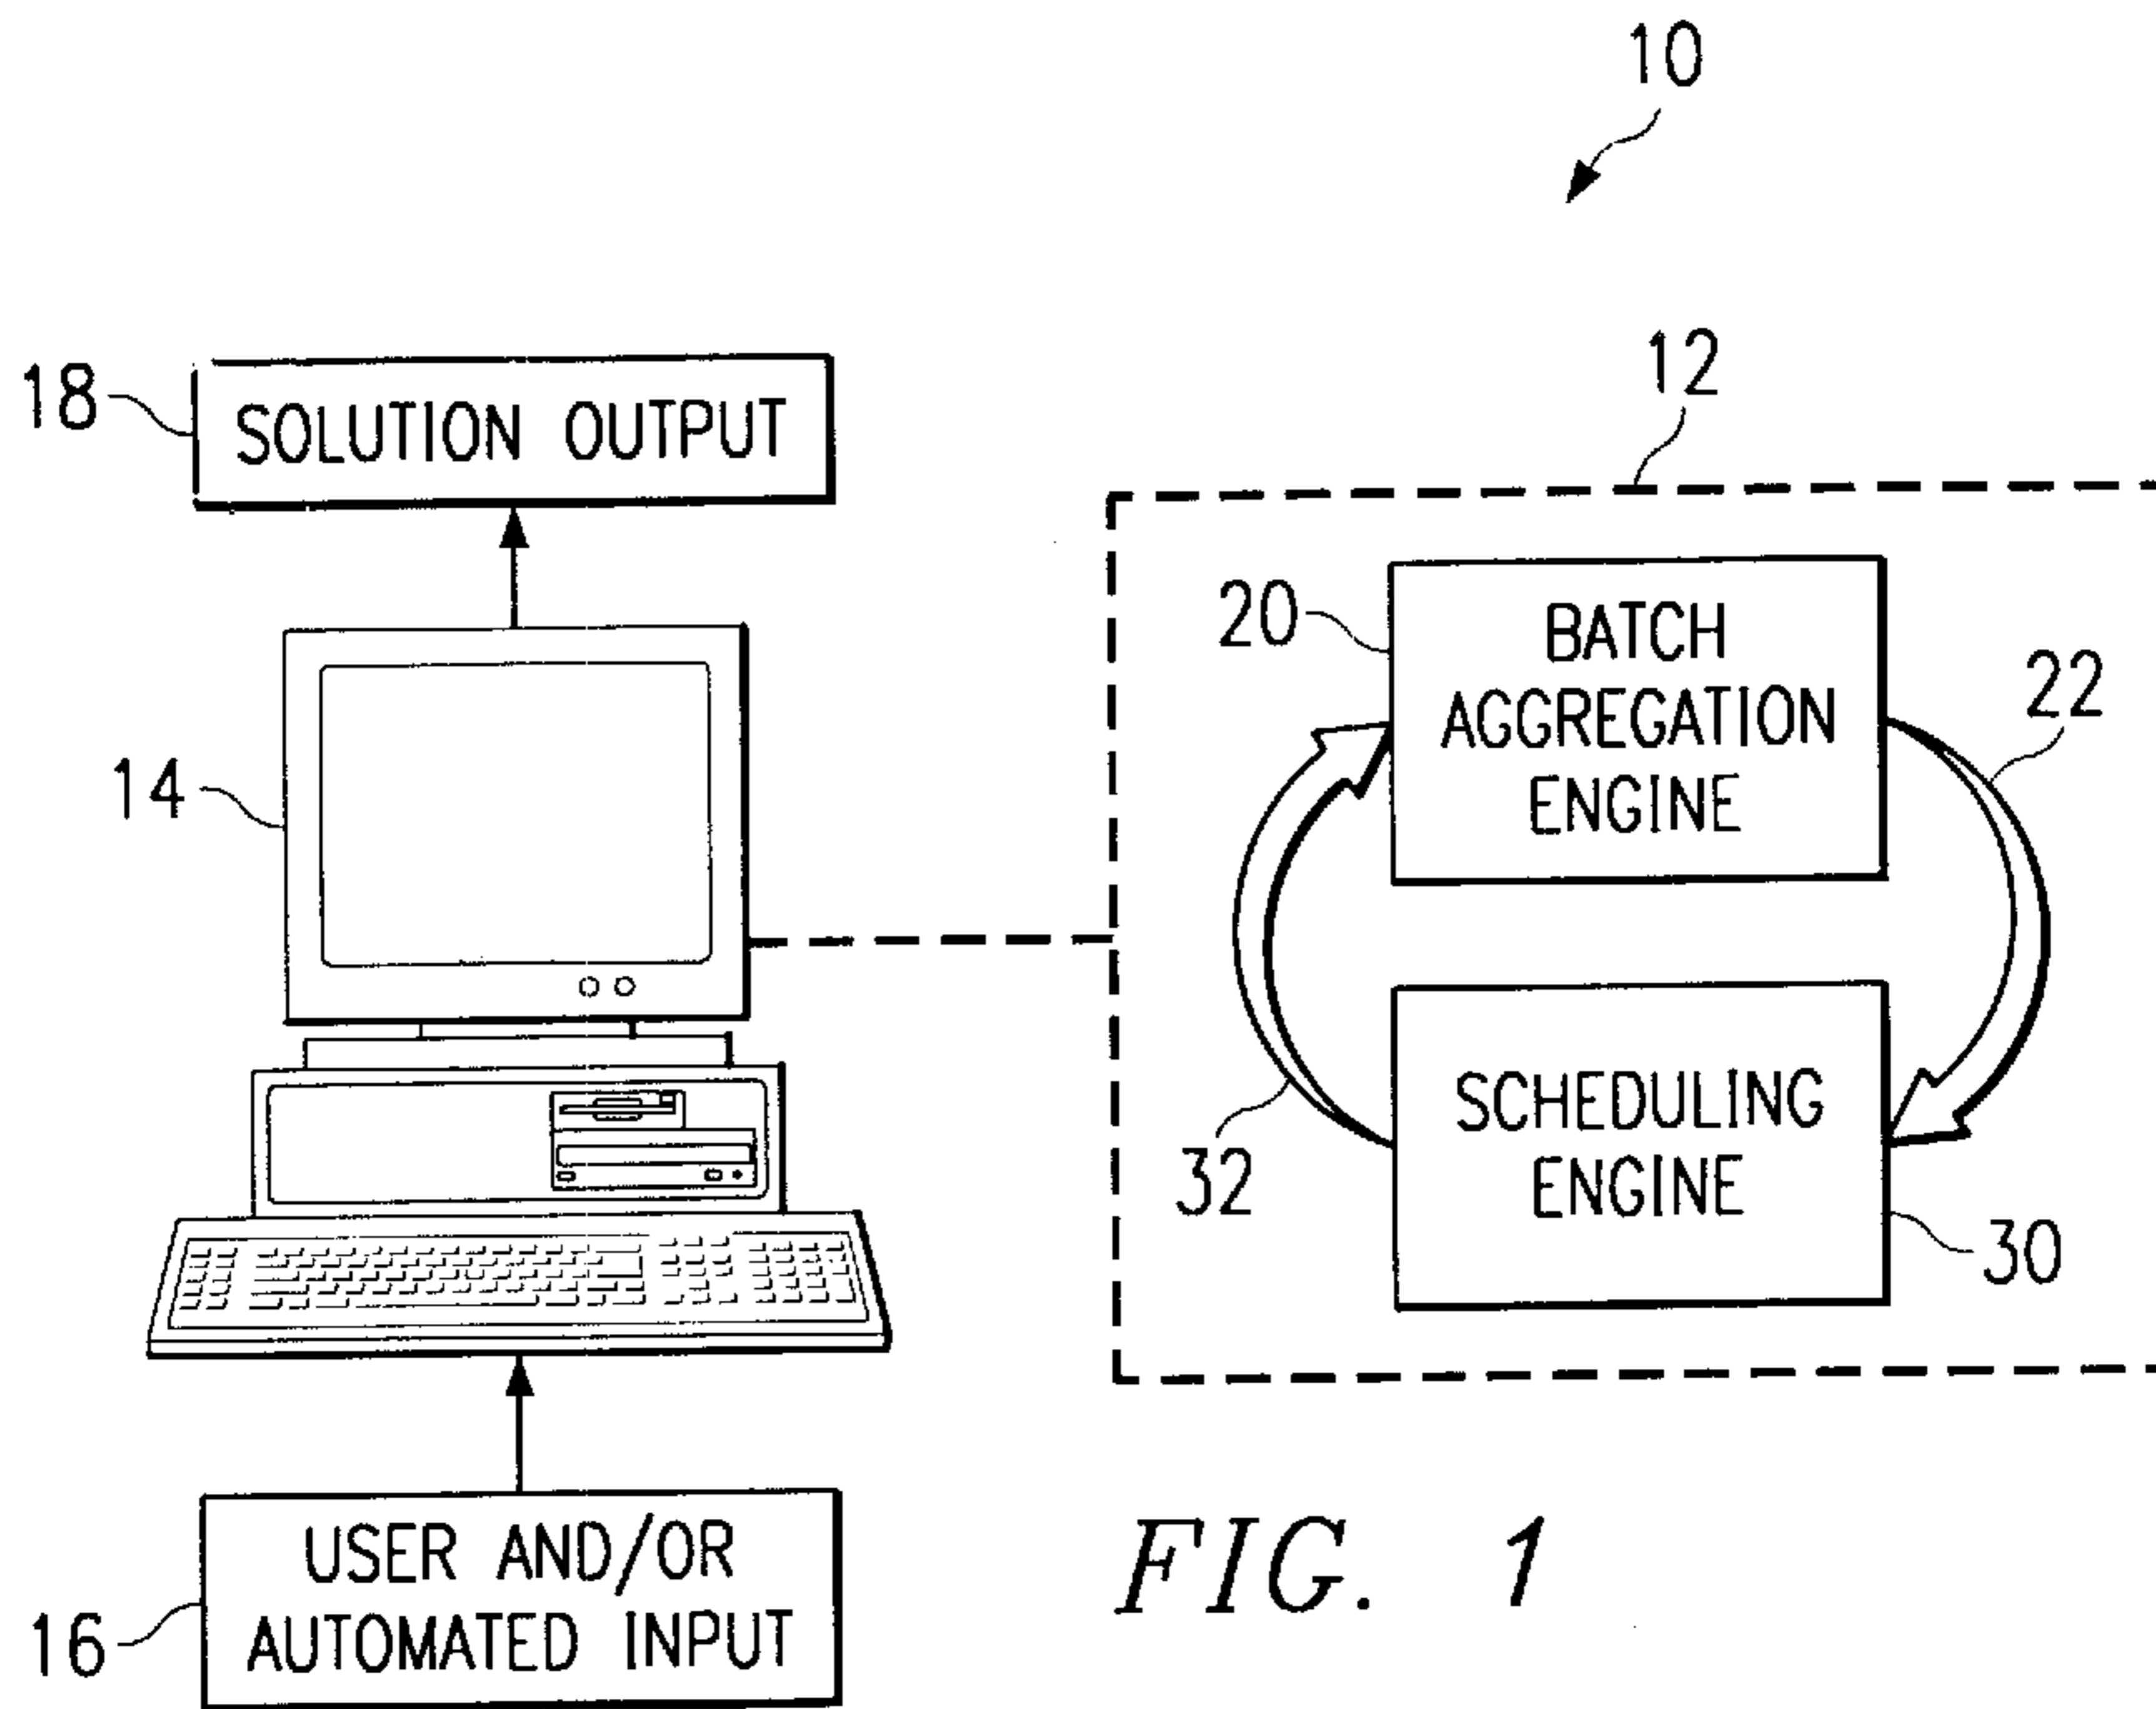 10
12
18
SOLUTION OUTPUT
14
20
BATCH
AGGREGATION
ENGINE
22
32
SCHEDULING
ENGINE
30
USER AND/OR
AUTOMATED INPUT
16
FIG. 1